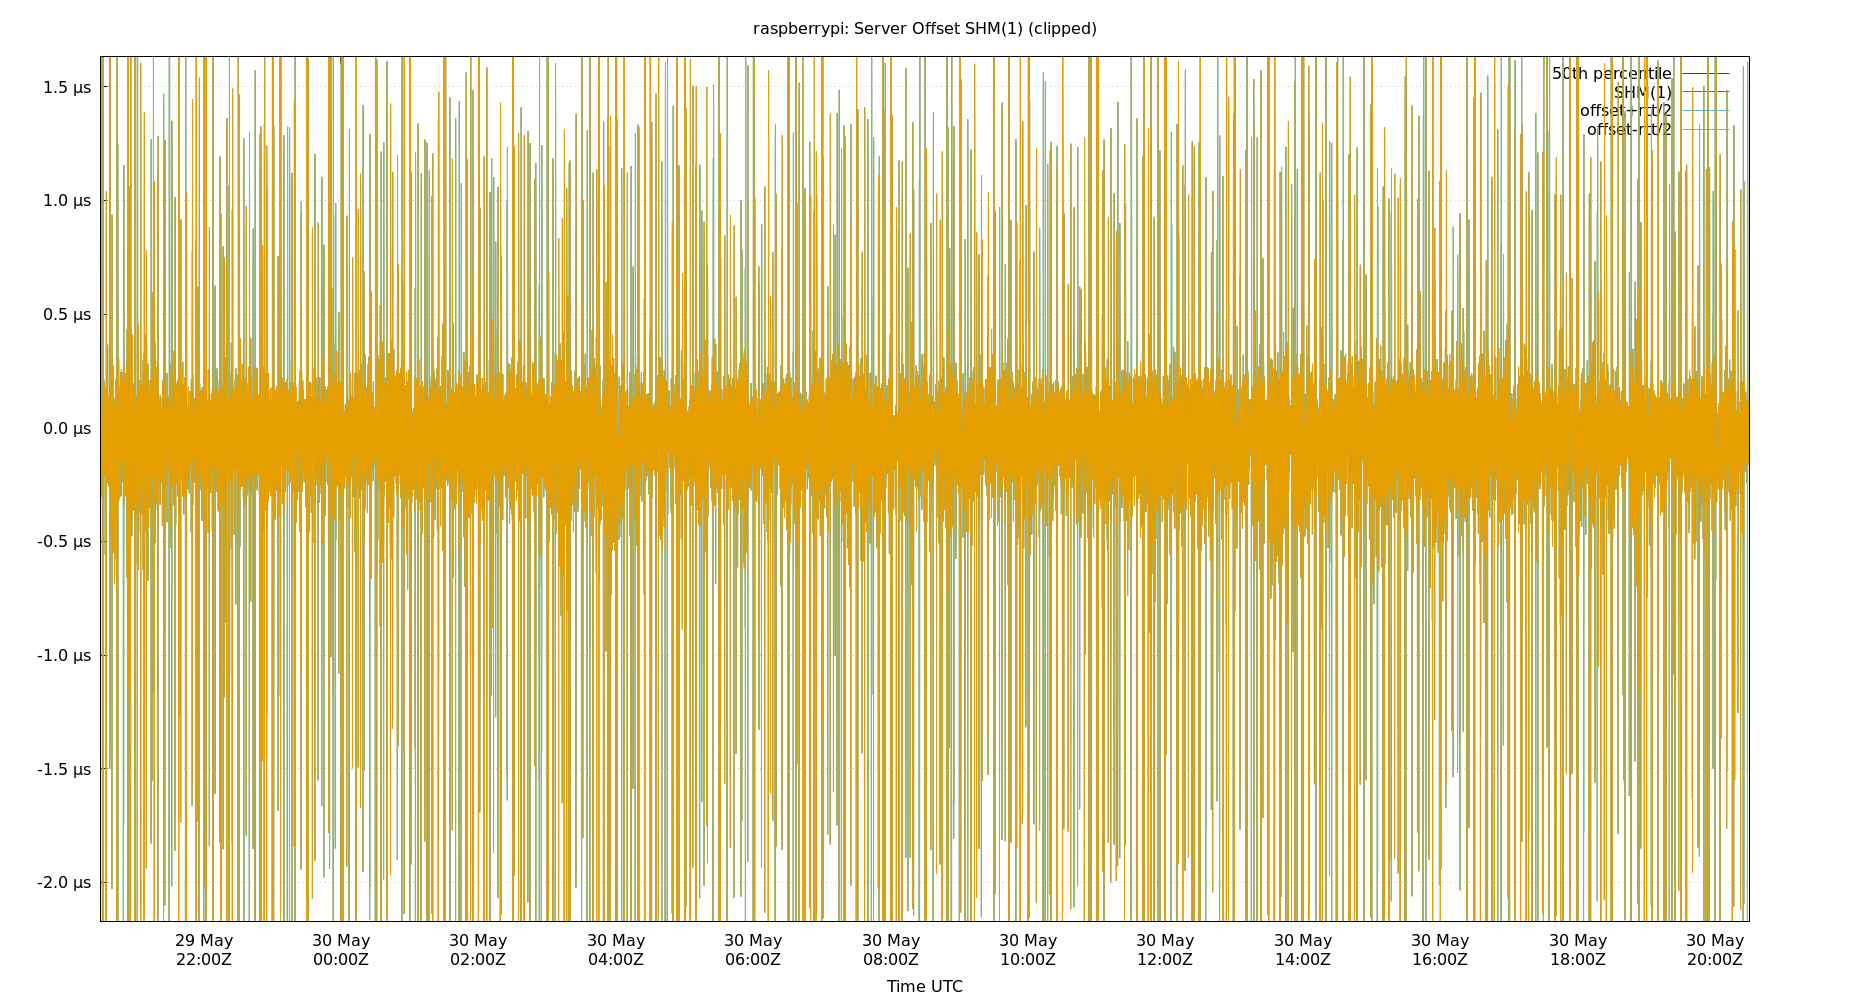 raspberrypi: Server Offset SHM(1) (clipped)
50th percentile
SHM(1)
offset+rtt/2
offset-rtt/2
1.5 µs
1.0 µs
0.5 µs
0.0 µs
-0.5 µs
-1.0 µs
-1.5 µs
-2.0 µs
29 May 30 May 30 May 30 May 30 May 30 May 30 May 30 May 30 May 30 May 30 May 30 May
22:00Z 00:00Z 02:00Z 04:00Z 06:00Z 08:00Z 10:00Z 12:00Z 14:00Z 16:00Z 18:00Z 20:00Z
Time UTC